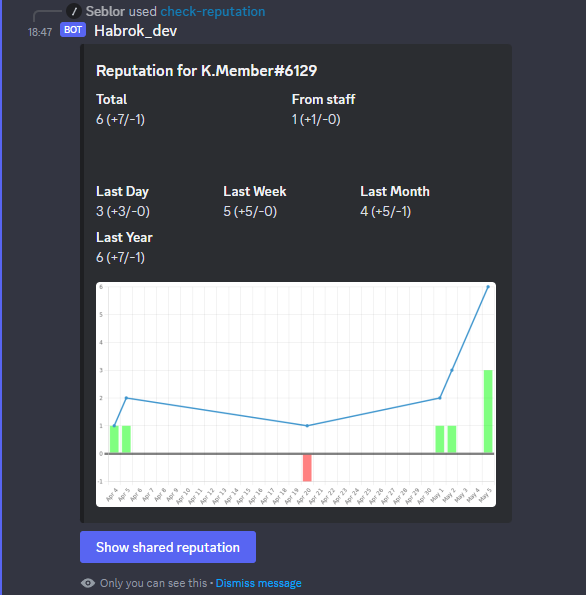 Seblor used check-reputation
18:47 BOT Habrok_dev
Reputation for K.Member#6129
Total From staff
6 (+7/-1) 1 (+1/-0)
Last Day Last Week Last Month
3 (+3/-0) 5 (+5/-0) 4 (+5/-1)
Last Year
6 (+7/-1)
6
5
4
3
2
1
0
-1
Apr 4 Apr 5 Apr 6 Apr 7 Apr 8 Apr 9 Apr 10 Apr 11 Apr 12 Apr 13 Apr 14 Apr 15 Apr 16 Apr 17 Apr 18 Apr 19 Apr 20 Apr 21 Apr 22 Apr 23 Apr 24 Apr 25 Apr 26 Apr 27 Apr 28 Apr 29 Apr 30 May 1 May 2 May 3 May 4 May 5
Show shared reputation
Only you can see this • Dismiss message